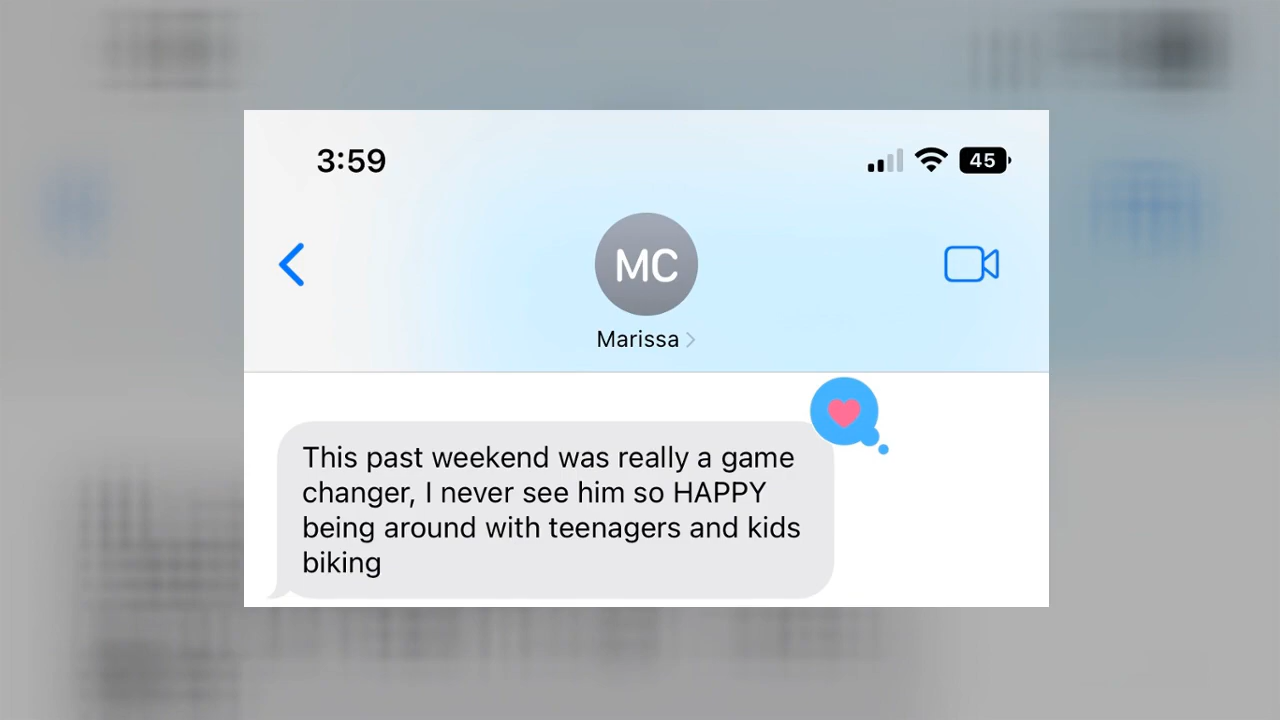 3:59
45
MC
Marissa
This past weekend was really a game
changer, I never see him so HAPPY
being around with teenagers and kids
biking